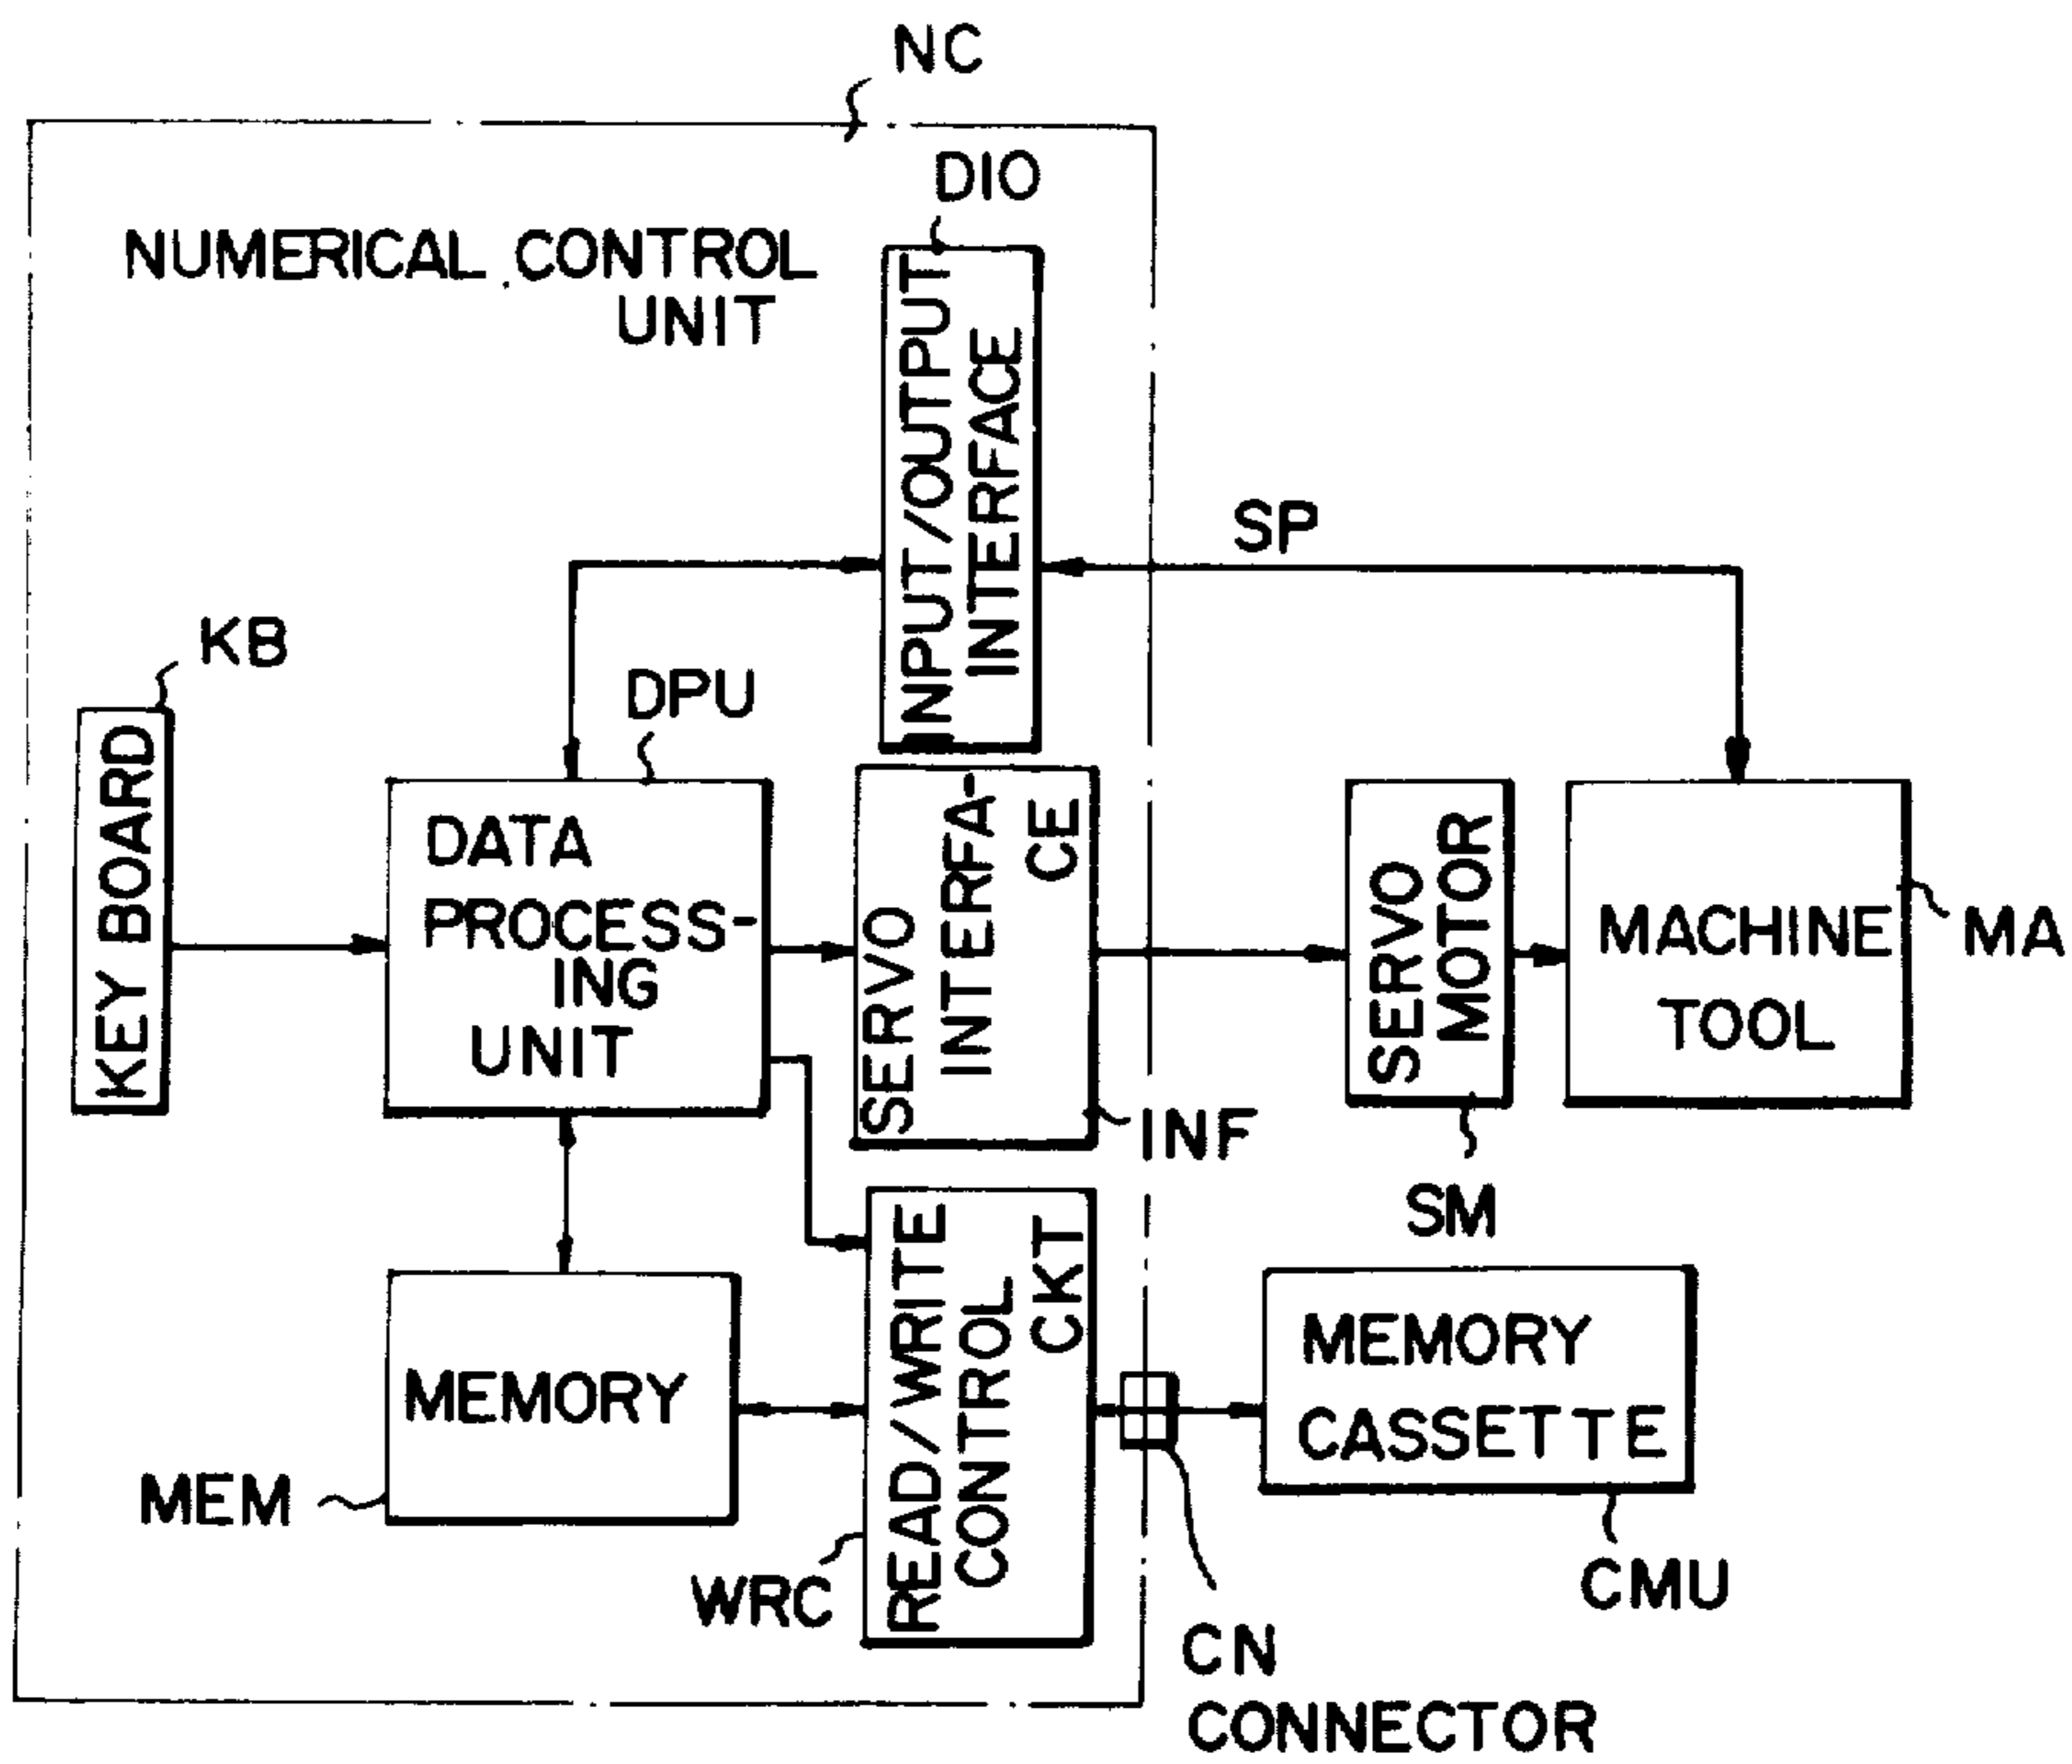 NC
DIO
NUMERICAL CONTROL
UNIT
INPUT/OUTPUT
INTERFACE
SP
KB
KEY BOARD
DPU
DATA
PROCESS-
ING
UNIT
SERVO
INTERFA-
CE
INF
SERVO
MOTOR
SM
MACHINE
TOOL
MA
MEMORY
MEM
READ/WRITE
CONTROL
CKT
WRC
MEMORY
CASSETTE
CMU
CN
CONNECTOR